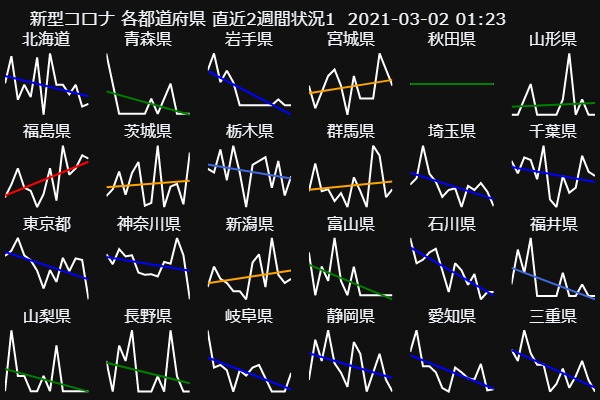 新型コロナ 各都道府県 直近2週間状況1 2021-03-02 01:23
北海道 青森県 岩手県 宮城県 秋田県 山形県
福島県 茨城県 栃木県 群馬県 埼玉県 千葉県
東京都 神奈川県 新潟県 富山県 石川県 福井県
山梨県 長野県 岐阜県 静岡県 愛知県 三重県